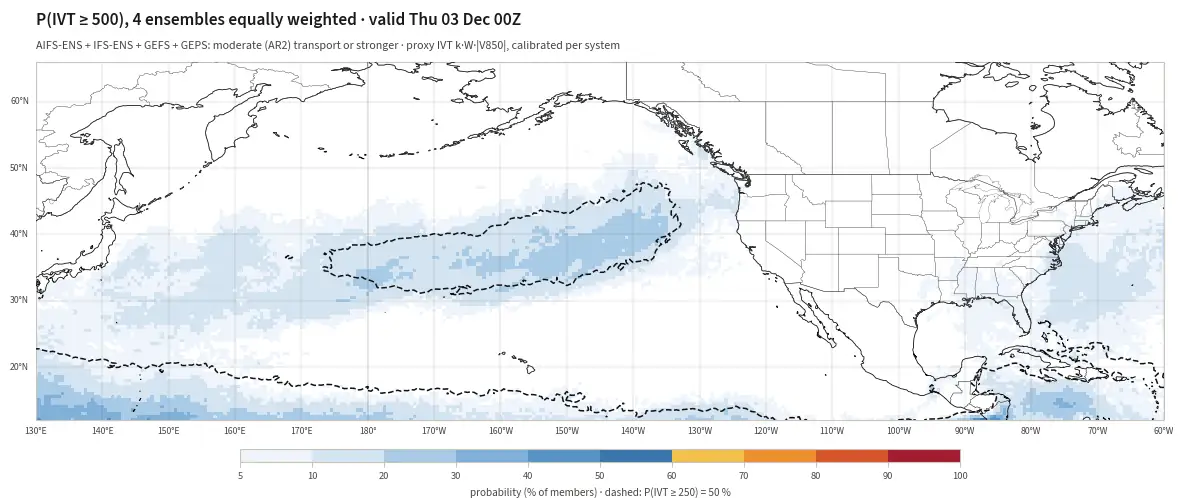 P(IVT ≥ 500), 4 ensembles equally weighted · valid Thu 03 Dec 00Z
AIFS-ENS + IFS-ENS + GEFS + GEPS: moderate (AR2) transport or stronger · proxy IVT k·W·|V850|, calibrated per system
60°N
50°N
40°N
30°N
20°N
130°E 140°E 150°E 160°E 170°E 180° 170°W 160°W 150°W 140°W 130°W 120°W 110°W 100°W 90°W 80°W 70°W 60°W
5 10 20 30 40 50 60 70 80 90 100
probability (% of members) · dashed: P(IVT ≥ 250) = 50 %